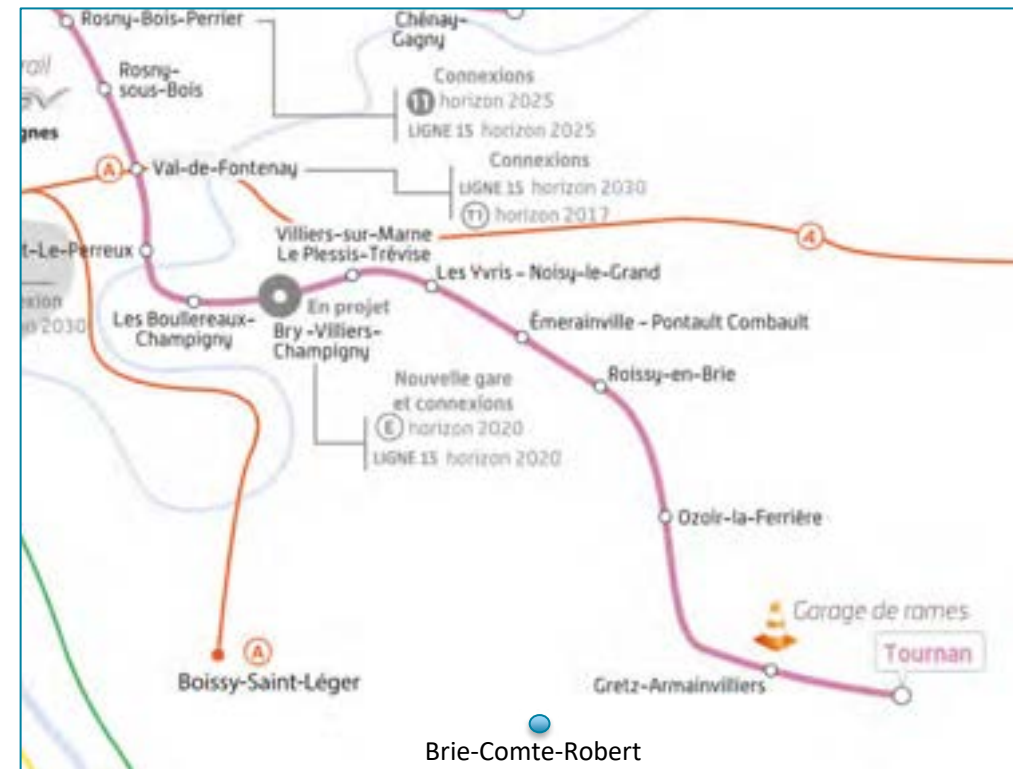 Rosny-Bois-Perrier
Chénay-
Gagny
Rosny-
sous-Bois
Connexions
11 horizon 2025
LIGNE 15 horizon 2025
A
Val-de-Fontenay
Connexions
LIGNE 15 horizon 2030
T1 horizon 2017
t-Le-Perreux
Villiers-sur-Marne
Le Plessis-Trévise
A
Les Yvris - Noisy-le-Grand
2030
Les Boullereaux-
Champigny
En projet
Bry -Villiers-
Champigny
Émerainville - Pontault Combault
Roissy-en-Brie
Nouvelle gare
et connexions
E horizon 2020
LIGNE 15 horizon 2020
Ozoir-la-Ferrière
Garage de rames
Tournan
Gretz-Armainvilliers
A
Boissy-Saint-Léger
Brie-Comte-Robert